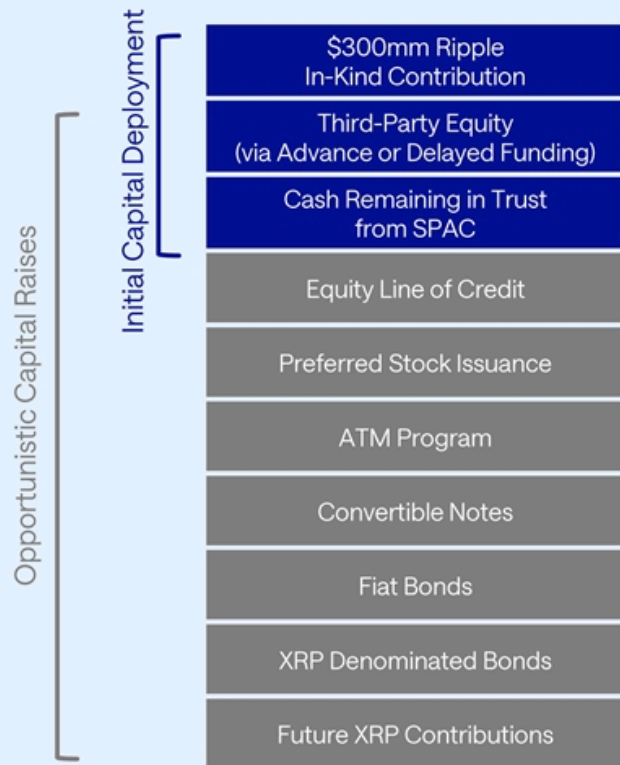 Opportunistic Capital Raises
Initial Capital Deployment
$300mm Ripple
In-Kind Contribution
Third-Party Equity
(via Advance or Delayed Funding)
Cash Remaining in Trust
from SPAC
Equity Line of Credit
Preferred Stock Issuance
ATM Program
Convertible Notes
Fiat Bonds
XRP Denominated Bonds
Future XRP Contributions